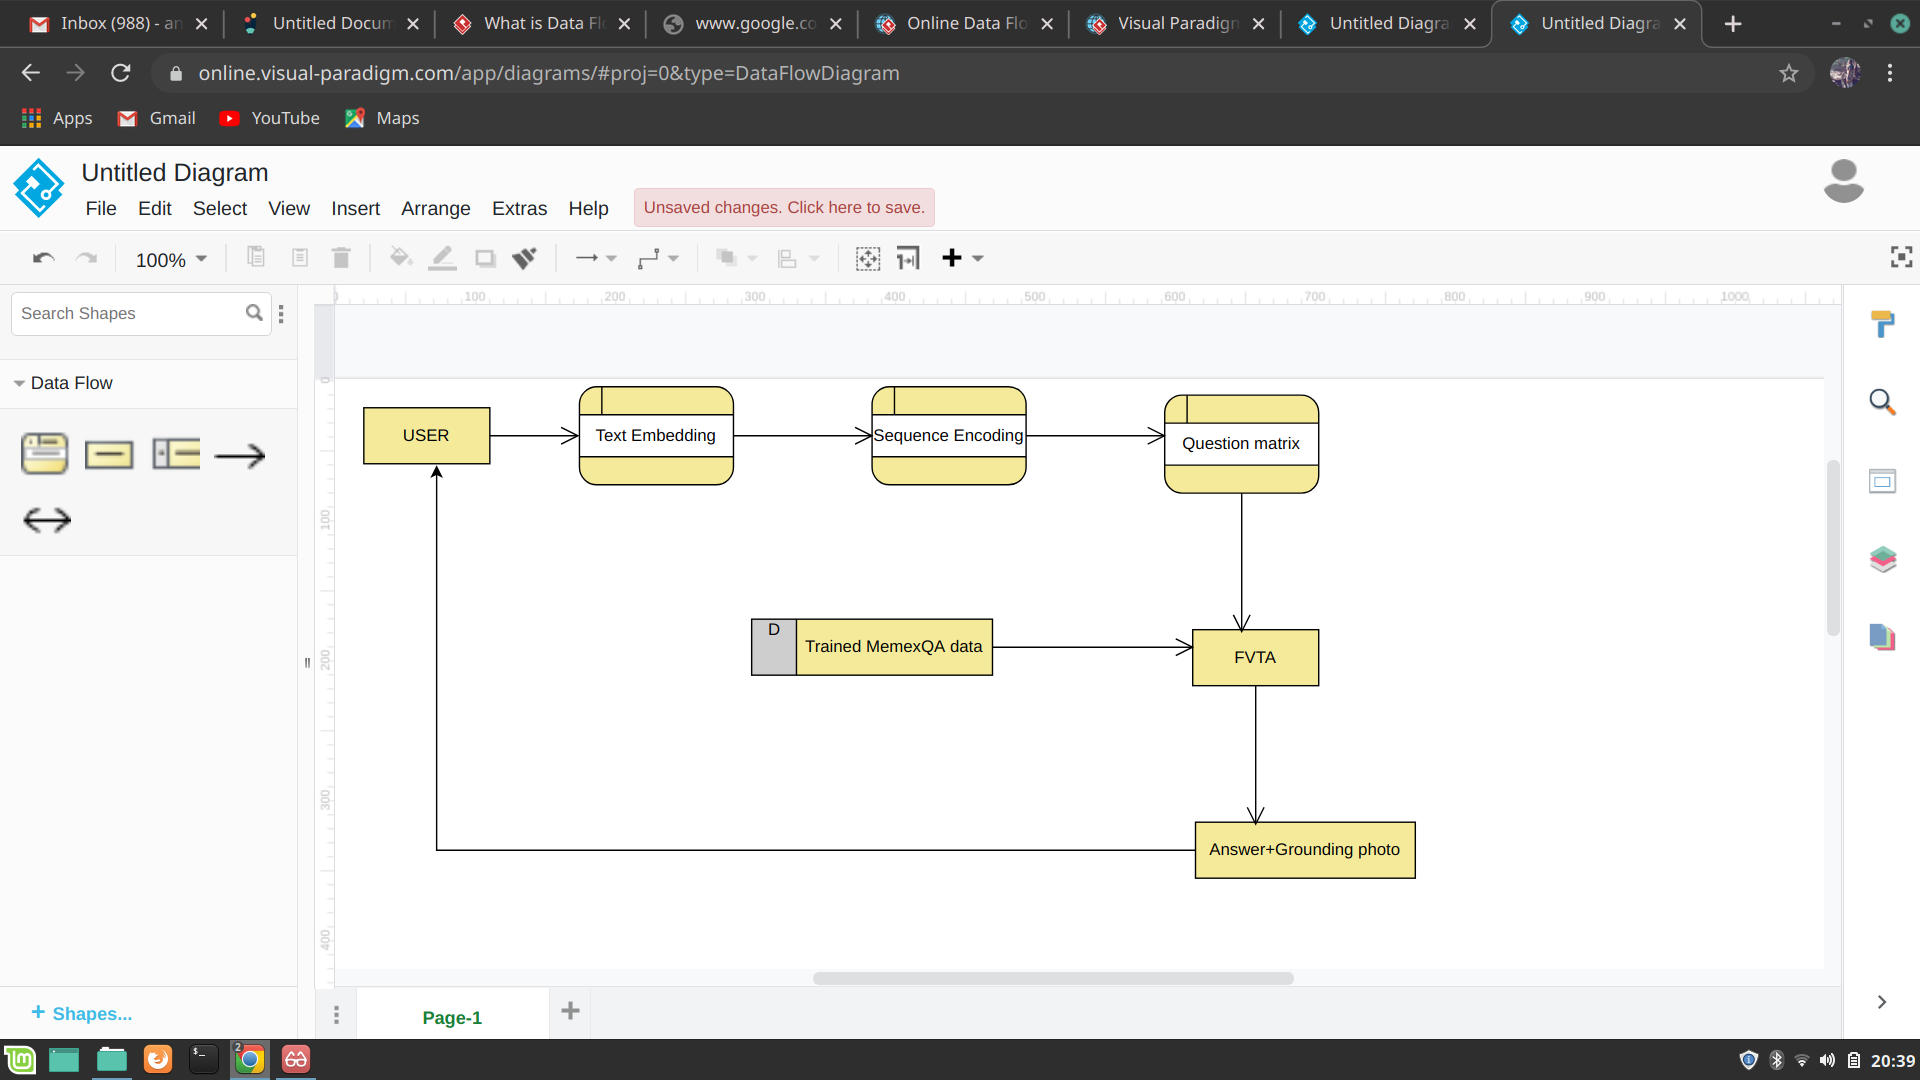 Inbox (988) - an
Untitled Docum
What is Data Fl
www.google.co
Online Data Flo
Visual Paradigm
Untitled Diagra
Untitled Diagra
online.visual-paradigm.com/app/diagrams/#proj=0&type=DataFlowDiagram
Apps
Gmail
YouTube
Maps
Untitled Diagram
File Edit Select View Insert Arrange Extras Help
Unsaved changes. Click here to save.
100%
Search Shapes
100 200 300 400 500 600 700 800 900 1000
Data Flow
0
100
200
300
400
USER
Text Embedding
Sequence Encoding
Question matrix
D
Trained MemexQA data
FVTA
Answer+Grounding photo
+ Shapes...
Page-1
2
20:39